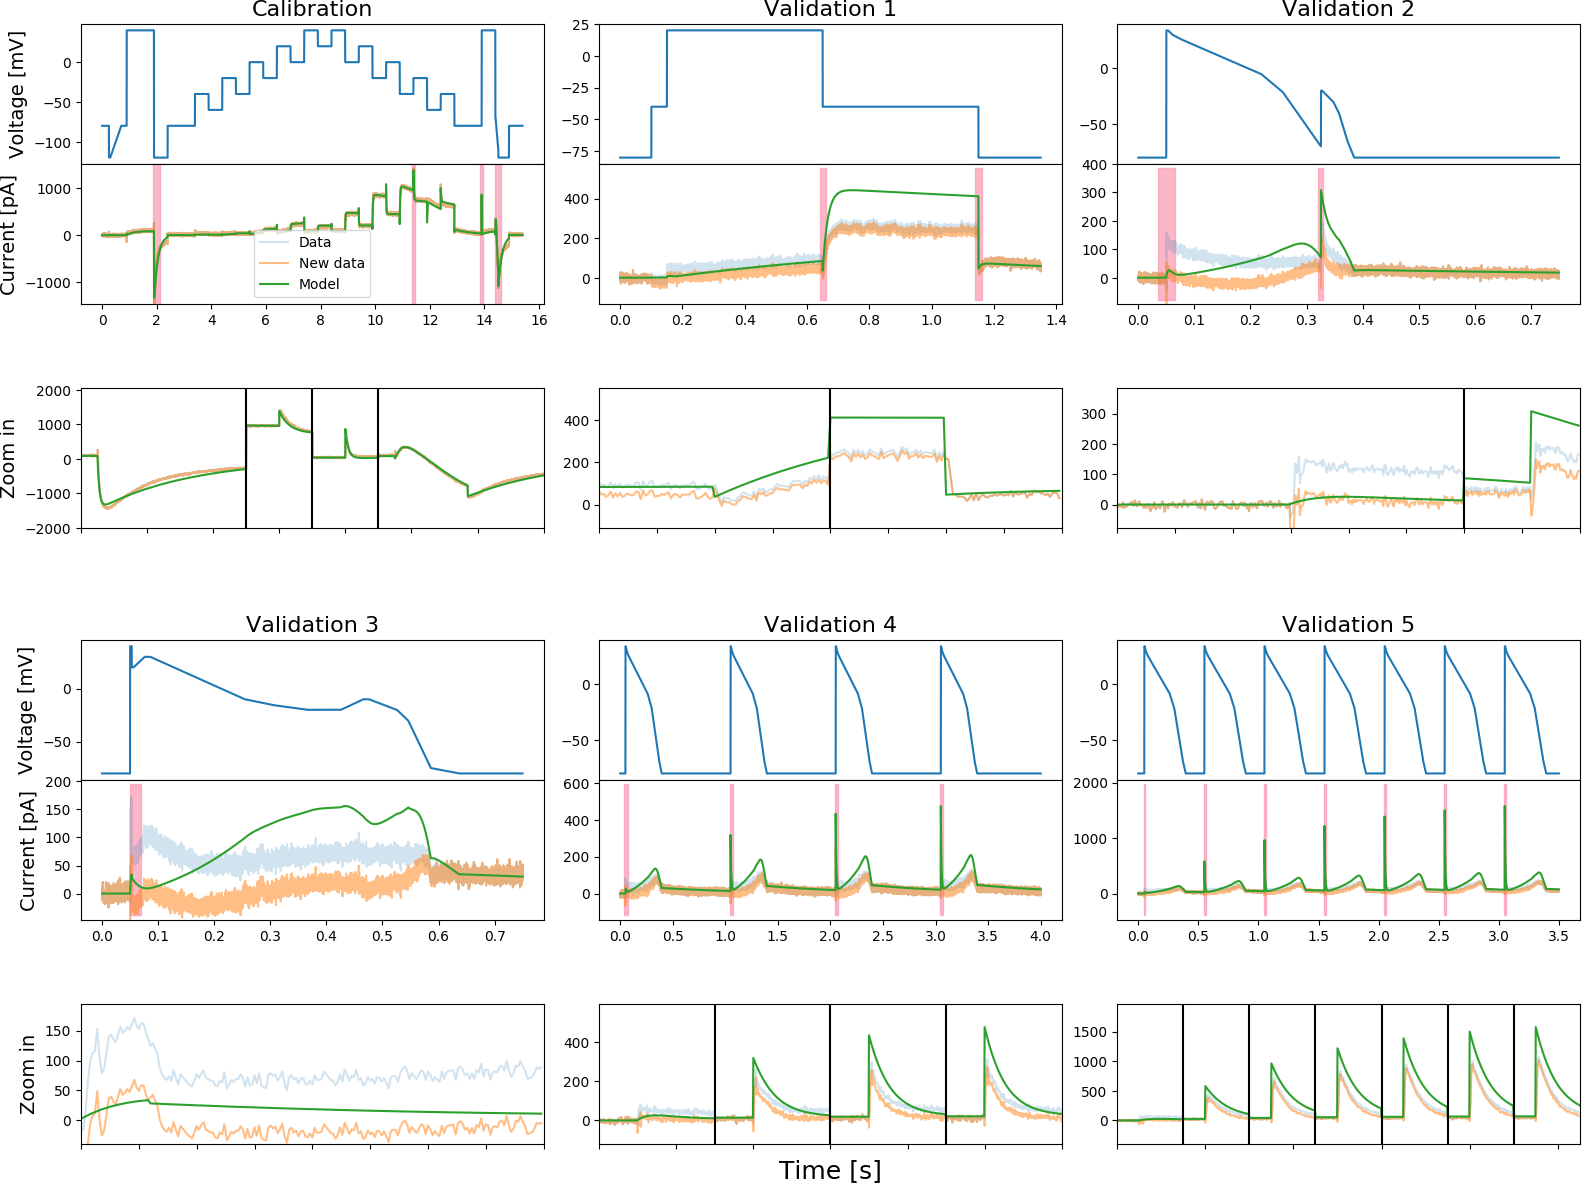 Calibration
Validation 1
Validation 2
Voltage [mV]
0
−50
−100
25
0
−25
−50
−75
0
−50
Current [pA]
1000
0
−1000
Data
New data
Model
400
200
0
400
300
200
100
0
0 2 4 6 8 10 12 14 16
0.0 0.2 0.4 0.6 0.8 1.0 1.2 1.4
0.0 0.1 0.2 0.3 0.4 0.5 0.6 0.7
Zoom in
2000
1000
0
−1000
−2000
400
200
0
300
200
100
0
Validation 3
Validation 4
Validation 5
Voltage [mV]
0
−50
0
−50
0
−50
Current [pA]
200
150
100
50
0
600
400
200
0
2000
1000
0
0.0 0.1 0.2 0.3 0.4 0.5 0.6 0.7
0.0 0.5 1.0 1.5 2.0 2.5 3.0 3.5 4.0
0.0 0.5 1.0 1.5 2.0 2.5 3.0 3.5
Zoom in
150
100
50
0
400
200
0
1500
1000
500
0
Time [s]